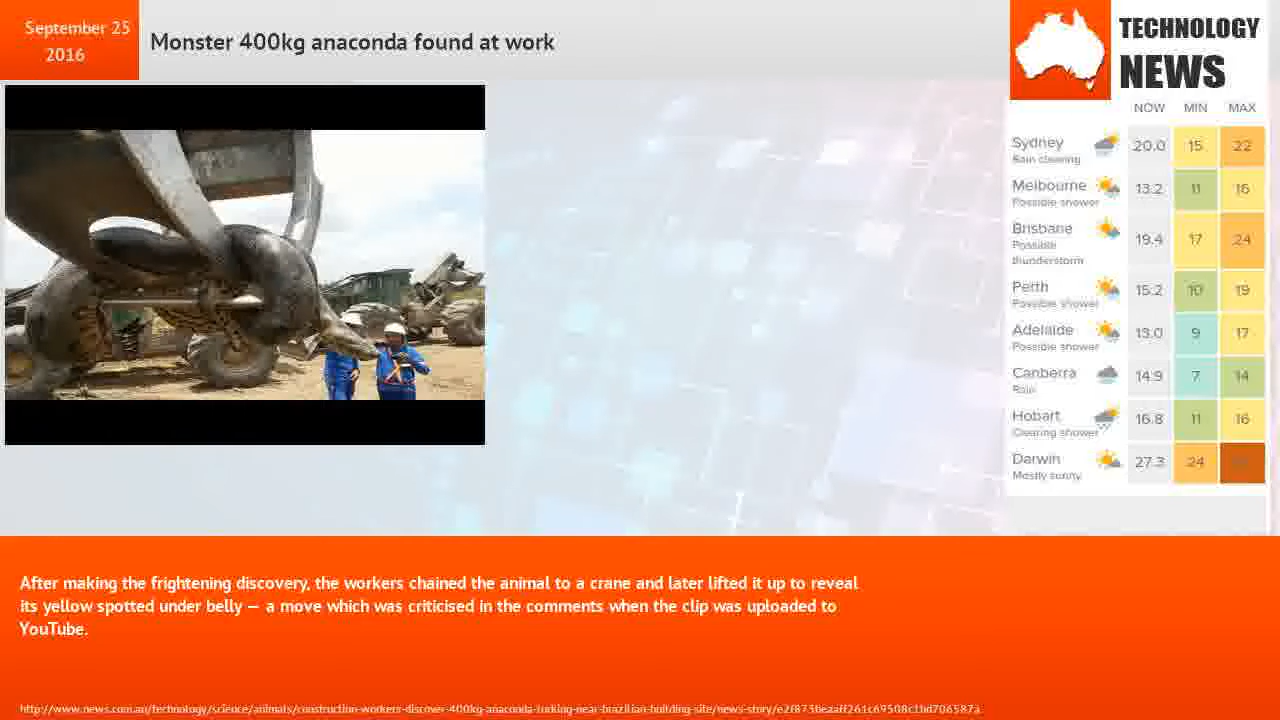 September 25
2016
Monster 400kg anaconda found at work
TECHNOLOGY
NEWS
NOW MIN MAX
Sydney
Rain clearing
20.0 15 22
Melbourne
Possible shower
13.2 11 16
Brisbane
Possible
thunderstorm
19.4 17 24
Perth
Possible shower
15.2 10 19
Adelaide
Possible shower
13.0 9 17
Canberra
Rain
14.9 7 14
Hobart
Clearing shower
16.8 11 16
Darwin
Mostly sunny
27.3 24
After making the frightening discovery, the workers chained the animal to a crane and later lifted it up to reveal
its yellow spotted under belly — a move which was criticised in the comments when the clip was uploaded to
YouTube.